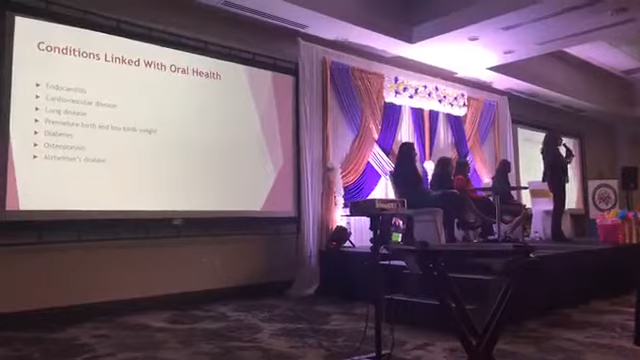 Conditions Linked With Oral Health
Endocarditis
Cardiovascular disease
Lung disease
Premature birth and low birth weight
Diabetes
Osteoporosis
Alzheimer's disease